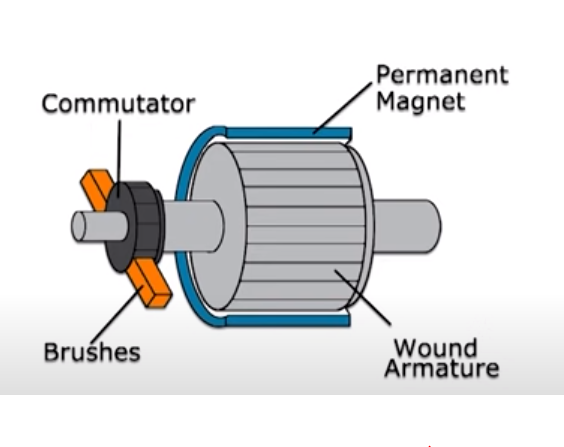 Permanent
Magnet
Commutator
Brushes
Wound
Armature